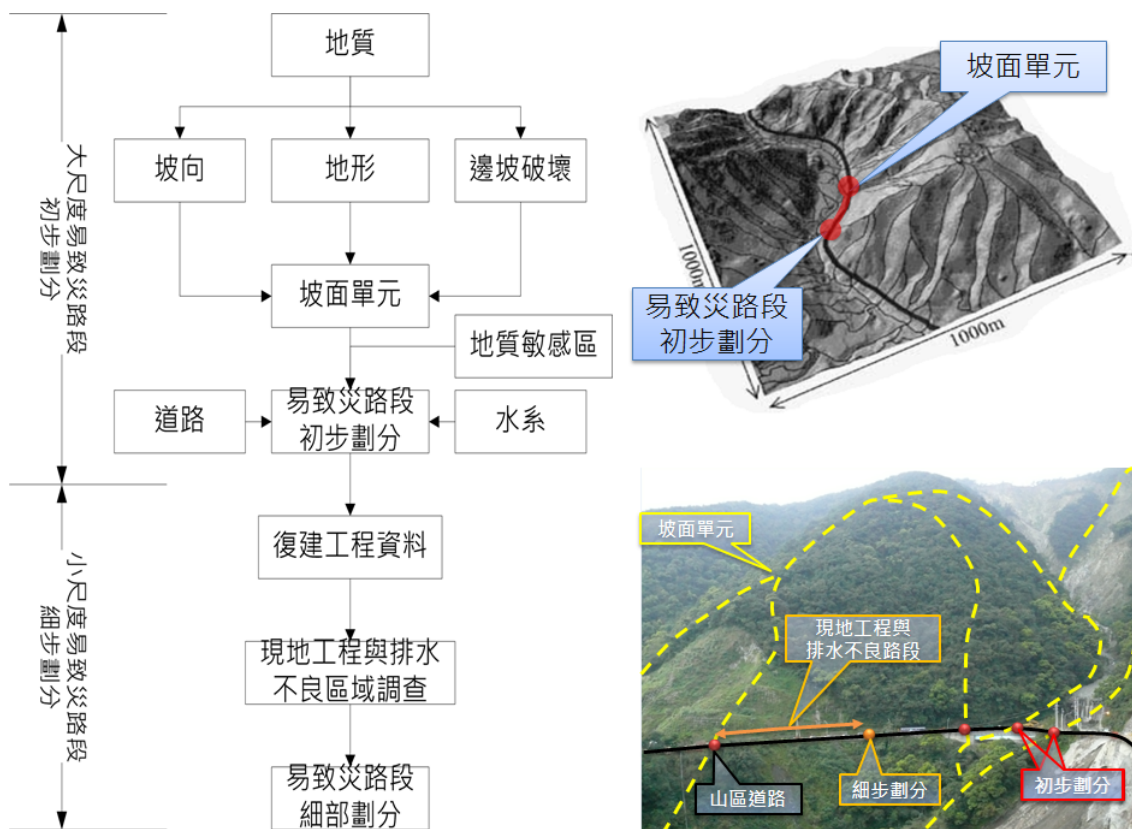 地質
坡向
地形
邊坡破壞
坡面單元
地質敏感區
道路
易致災路段
初步劃分
水系
復建工程資料
現地工程與排水
不良區域調查
易致災路段
細部劃分
大尺度易致災路段
初步劃分
小尺度易致災路段
細步劃分
坡面單元
易致災路段
初步劃分
1000m
1000m
坡面單元
現地工程與
排水不良路段
山區道路
細步劃分
初步劃分